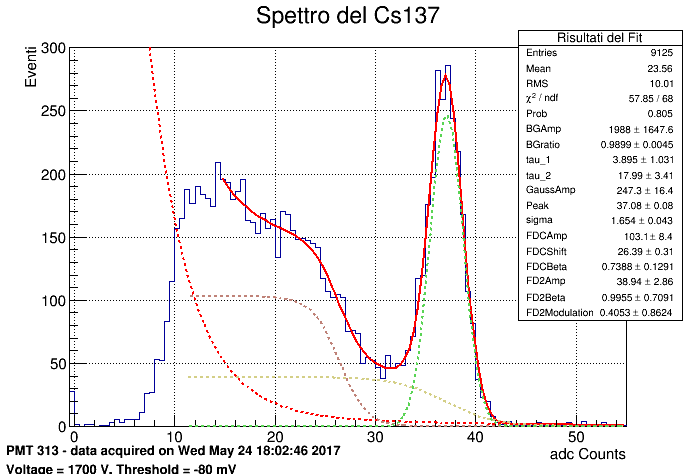 Spettro del Cs137
Eventi
300
250
200
150
100
50
0
0 10 20 30 40 50
adc Counts
Risultati del Fit
Entries 9125
Mean 23.56
RMS 10.01
χ² / ndf 57.85 / 68
Prob 0.805
BGAmp 1988 ± 1647.6
BGratio 0.9899 ± 0.0045
tau_1 3.895 ± 1.031
tau_2 17.99 ± 3.41
GaussAmp 247.3 ± 16.4
Peak 37.08 ± 0.08
sigma 1.654 ± 0.043
FDCAmp 103.1 ± 8.4
FDCShift 26.39 ± 0.31
FDCBeta 0.7388 ± 0.1291
FD2Amp 38.94 ± 2.86
FD2Beta 0.9955 ± 0.7091
FD2Modulation 0.4053 ± 0.8624
PMT 313 - data acquired on Wed May 24 18:02:46 2017
Voltage = 1700 V, Threshold = -80 mV